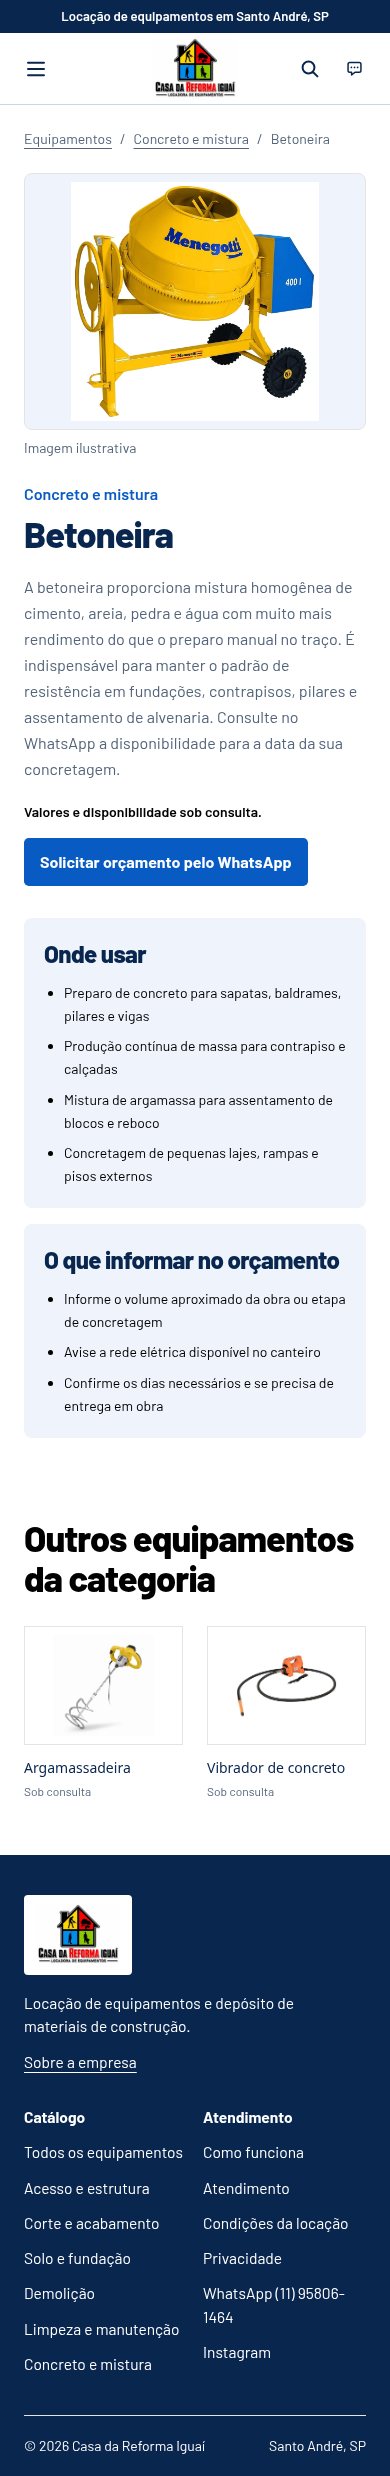 Locação de equipamentos em Santo André, SP
CASA DA REFORMA IGUAÍ
LOCADORA DE EQUIPAMENTOS
Equipamentos / Concreto e mistura / Betoneira
Menegotti
400 l
Menegotti
Imagem ilustrativa
Concreto e mistura
Betoneira
A betoneira proporciona mistura homogênea de
cimento, areia, pedra e água com muito mais
rendimento do que o preparo manual no traço. É
indispensável para manter o padrão de
resistência em fundações, contrapisos, pilares e
assentamento de alvenaria. Consulte no
WhatsApp a disponibilidade para a data da sua
concretagem.
Valores e disponibilidade sob consulta.
Solicitar orçamento pelo WhatsApp
Onde usar
• Preparo de concreto para sapatas, baldrames,
pilares e vigas
• Produção contínua de massa para contrapiso e
calçadas
• Mistura de argamassa para assentamento de
blocos e reboco
• Concretagem de pequenas lajes, rampas e
pisos externos
O que informar no orçamento
• Informe o volume aproximado da obra ou etapa
de concretagem
• Avise a rede elétrica disponível no canteiro
• Confirme os dias necessários e se precisa de
entrega em obra
Outros equipamentos
da categoria
Argamassadeira
Sob consulta
Vibrador de concreto
Sob consulta
CASA DA REFORMA IGUAÍ
LOCADORA DE EQUIPAMENTOS
Locação de equipamentos e depósito de
materiais de construção.
Sobre a empresa
Catálogo
Todos os equipamentos
Acesso e estrutura
Corte e acabamento
Solo e fundação
Demolição
Limpeza e manutenção
Concreto e mistura
Atendimento
Como funciona
Atendimento
Condições da locação
Privacidade
WhatsApp (11) 95806-
1464
Instagram
© 2026 Casa da Reforma Iguaí
Santo André, SP